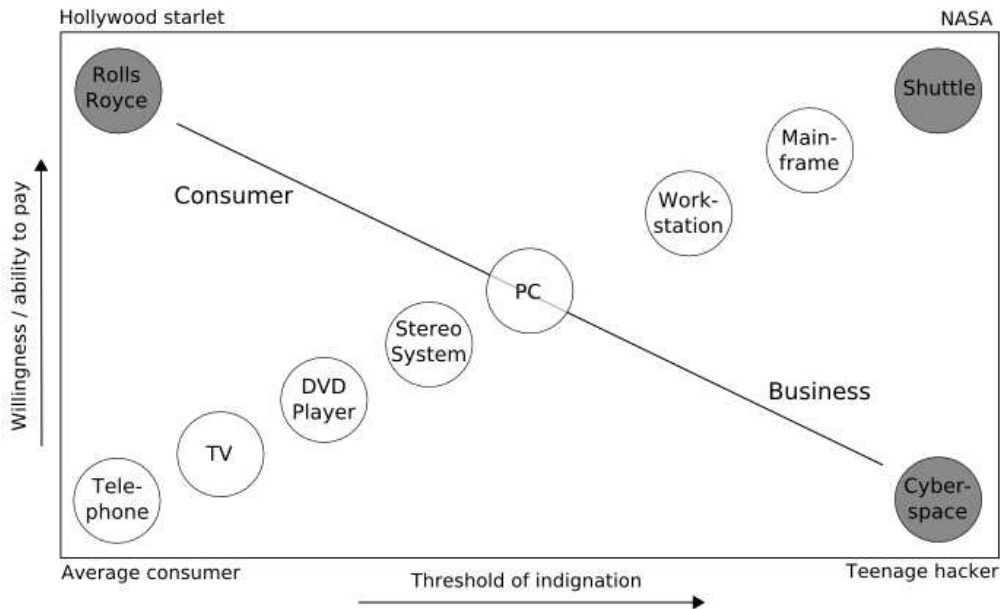 Hollywood starlet
NASA
Rolls
Royce
Shuttle
Main-
frame
Consumer
Work-
station
Willingness / ability to pay
PC
Stereo
System
DVD
Player
Business
TV
Tele-
phone
Cyber-
space
Average consumer
Threshold of indignation
Teenage hacker